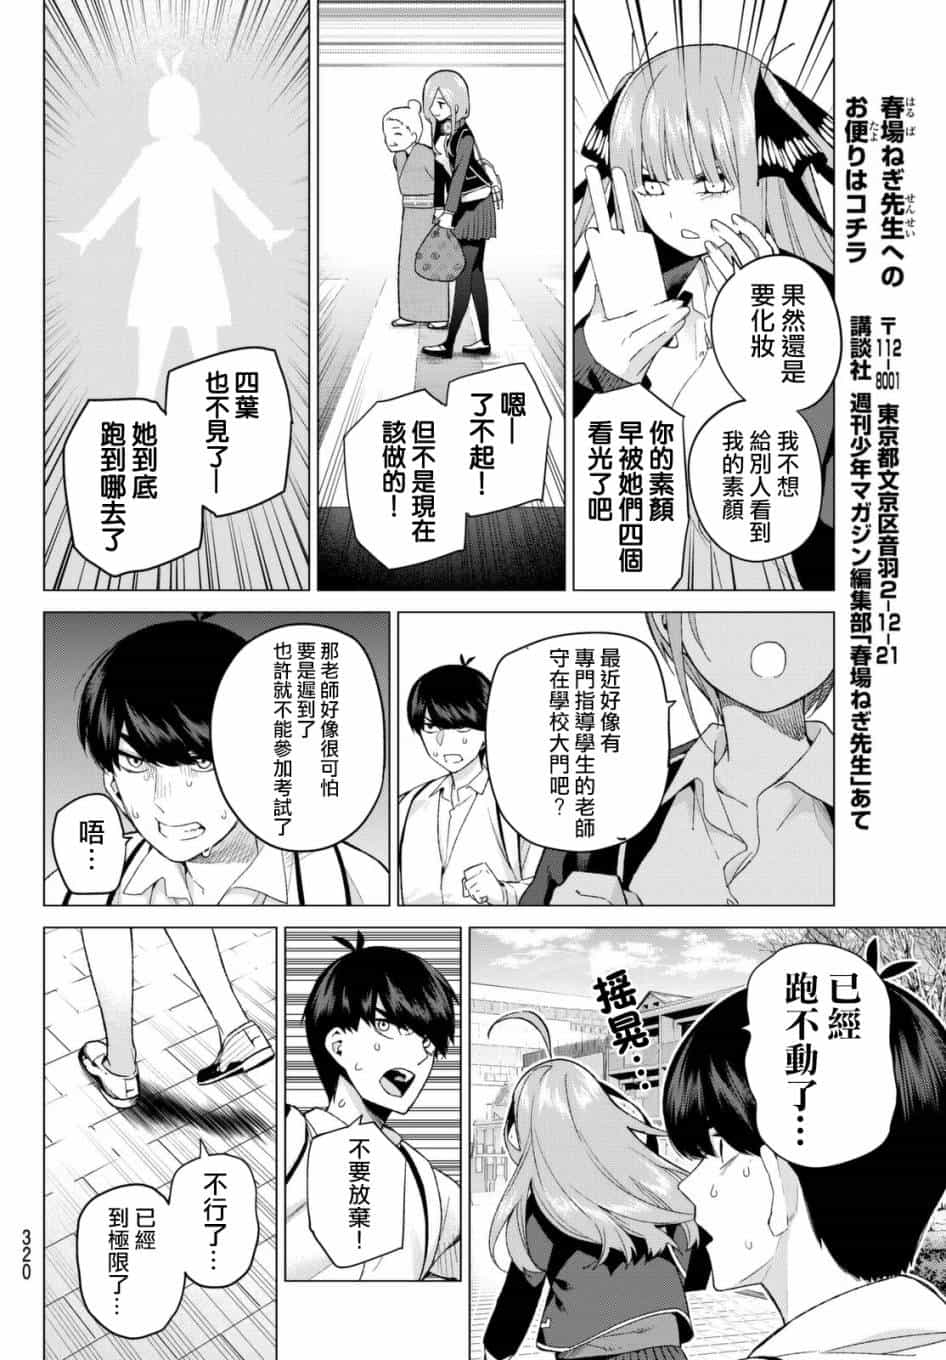 春場ねぎ先生への
はるば
せんせい
お便りはコチラ
たよ
〒112-8001 東京都文京区音羽2-12-21
講談社 週刊少年マガジン編集部「春場ねぎ先生」あて
果然還是
要化妝
我不想
給別人看到
我的素顏
你的素顏
早被她們四個
看光了吧
嗯—
了不起！
但不是現在
該做的！
四葉
也不見了—
她到底
跑到哪去了
最近好像有
專門指導學生的老師
守在學校大門吧？
那老師好像很可怕
要是遲到了
也許就不能參加考試了
唔…
已經
跑不動了…
搖晃…
不要放棄！
不行了…
已經
到極限了…
320